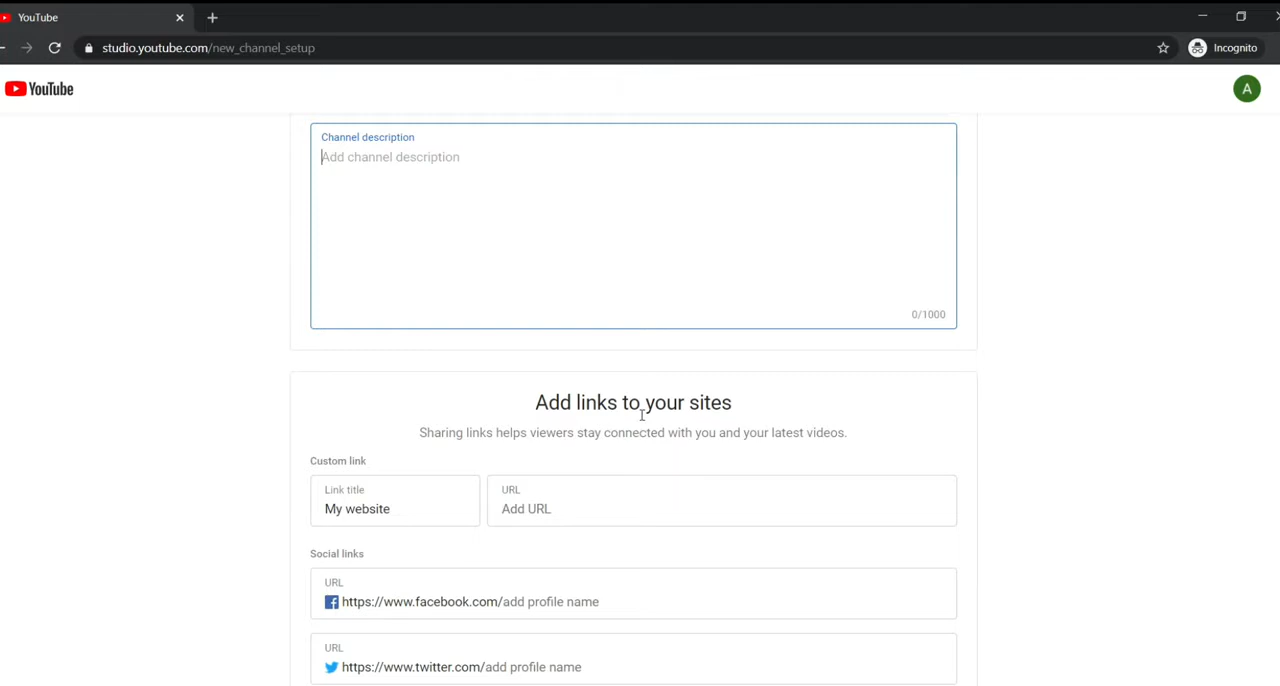 YouTube
studio.youtube.com/new_channel_setup
Incognito
YouTube
A
Channel description
Add channel description
0/1000
Add links to your sites
Sharing links helps viewers stay connected with you and your latest videos.
Custom link
Link title
My website
URL
Add URL
Social links
URL
https://www.facebook.com/add profile name
URL
https://www.twitter.com/add profile name